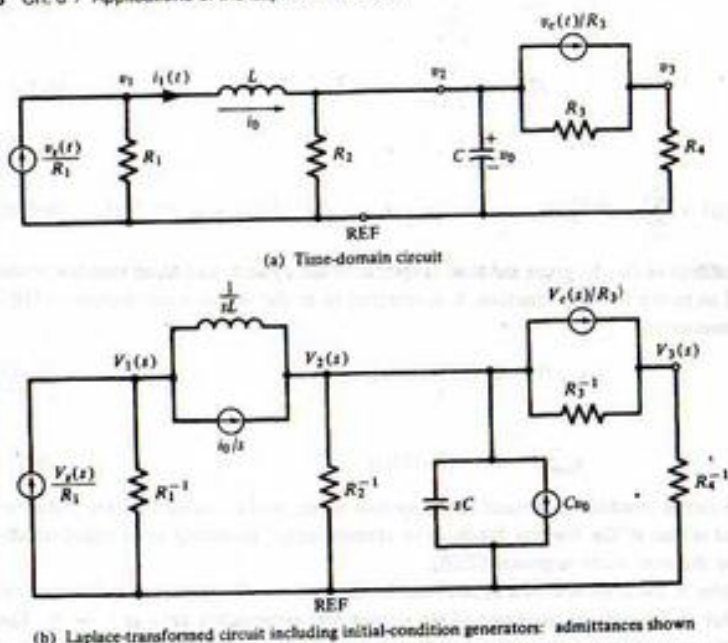 v_c(t)/R_3
v_1 i_1(t) L v_2 v_3
i_0 R_3
v_s(t)/R_1 R_1 R_2 C + v_0 − R_4
REF
(a) Time-domain circuit
1/sL V_c(s)/R_3
V_1(s) V_2(s) V_3(s)
i_0/s R_3^{-1}
V_s(s)/R_1 R_1^{-1} R_2^{-1} sC Cv_0 R_4^{-1}
REF
(b) Laplace-transformed circuit including initial-condition generators: admittances shown